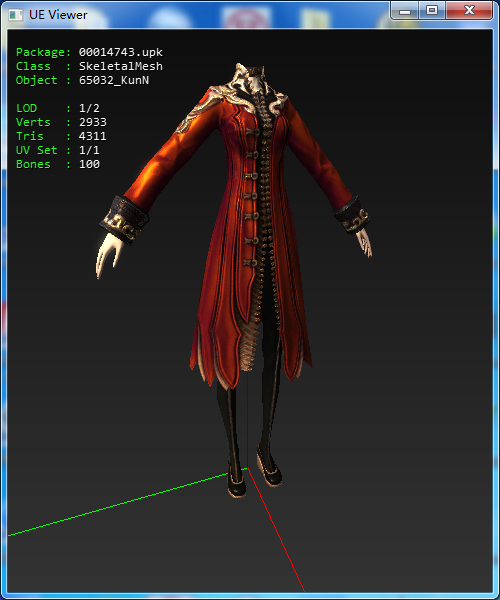 UE Viewer
Package: 00014743.upk
Class : SkeletalMesh
Object : 65032_KunN
LOD : 1/2
Verts : 2933
Tris : 4311
UV Set : 1/1
Bones : 100